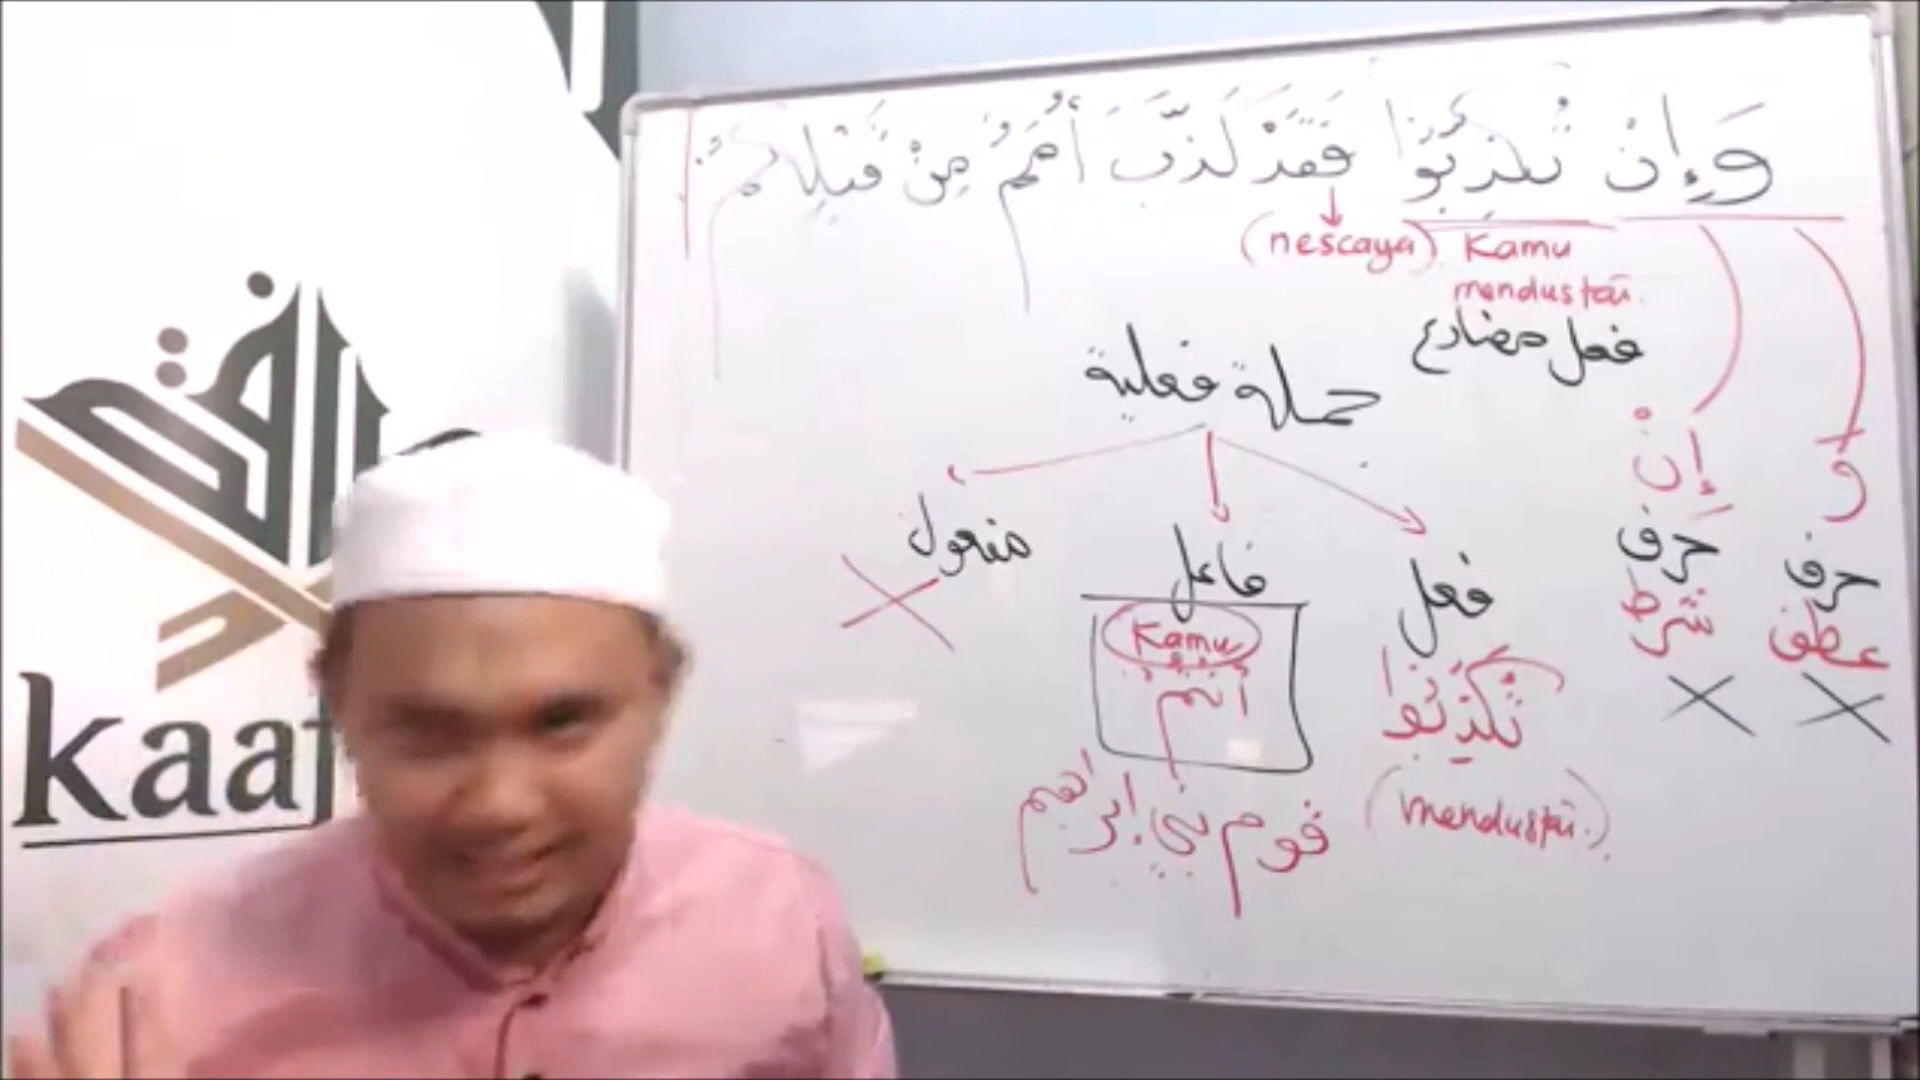 وَإِنْ تُكَذِّبُوا فَقَدْ كَذَّبَ أُمَمٌ مِنْ قَبْلِكُمْ
(nescaya) Kamu
mendustai.
فعل مضارع
جملة فعلية
وَ إِنْ
فعل فاعل مفعول
حرف عطف
حرف شرط
Kamu
أنتم
تُكَذِّبُوا
(mendustai.)
قوم نبي إبراهيم
kaaf